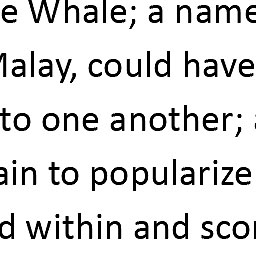 e Whale; a name
Malay, could have
to one another; a
ain to popularize
d within and scor